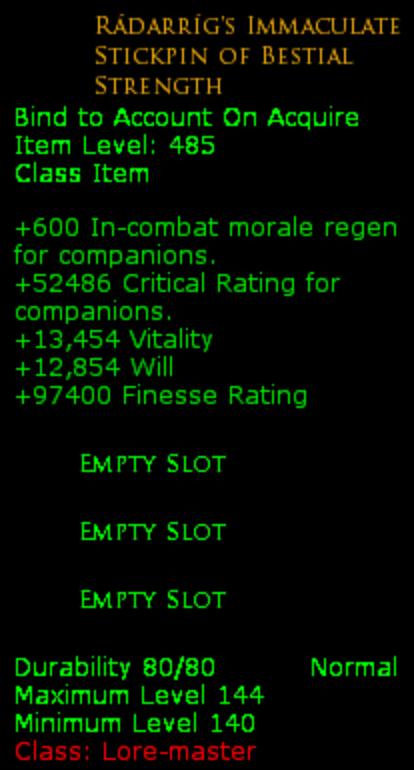 Rádarríg's Immaculate
Stickpin of Bestial
Strength
Bind to Account On Acquire
Item Level: 485
Class Item
+600 In-combat morale regen
for companions.
+52486 Critical Rating for
companions.
+13,454 Vitality
+12,854 Will
+97400 Finesse Rating
Empty Slot
Empty Slot
Empty Slot
Durability 80/80 Normal
Maximum Level 144
Minimum Level 140
Class: Lore-master